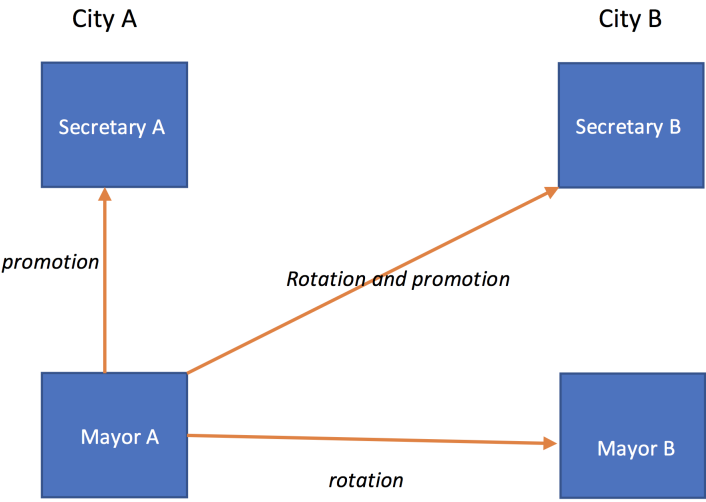 City A
City B
Secretary A
Secretary B
promotion
Rotation and promotion
Mayor A
Mayor B
rotation